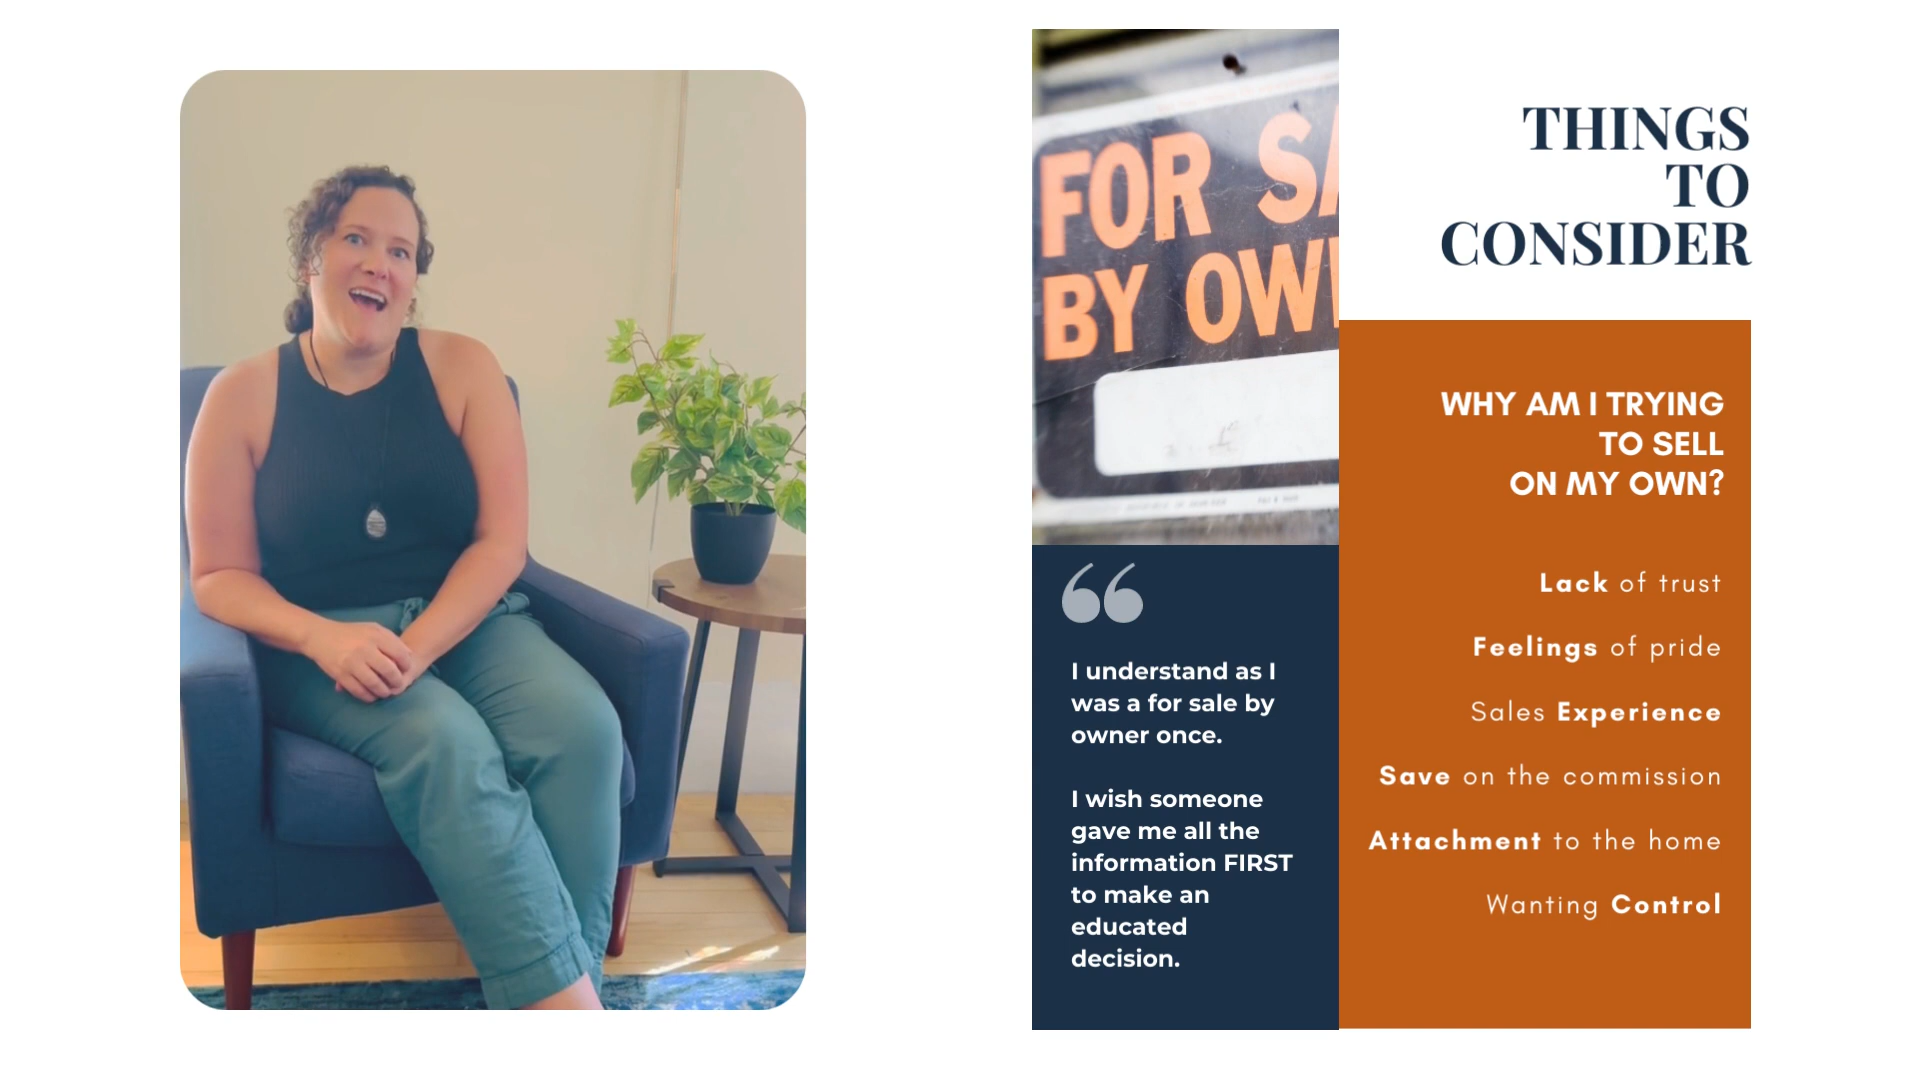 FOR SA
BY OW
THINGS
TO
CONSIDER
WHY AM I TRYING
TO SELL
ON MY OWN?
Lack of trust
Feelings of pride
Sales Experience
Save on the commission
Attachment to the home
Wanting Control
“
I understand as I
was a for sale by
owner once.
I wish someone
gave me all the
information FIRST
to make an
educated
decision.